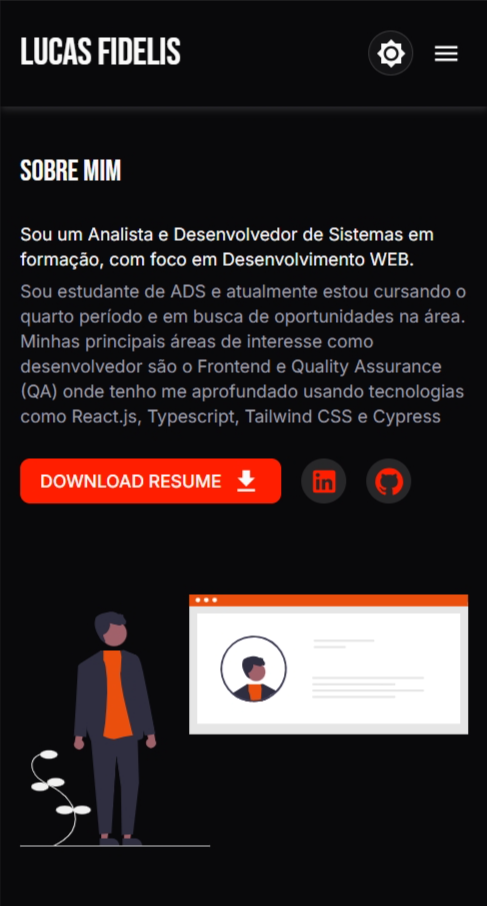 LUCAS FIDELIS
SOBRE MIM
Sou um Analista e Desenvolvedor de Sistemas em
formação, com foco em Desenvolvimento WEB.
Sou estudante de ADS e atualmente estou cursando o
quarto período e em busca de oportunidades na área.
Minhas principais áreas de interesse como
desenvolvedor são o Frontend e Quality Assurance
(QA) onde tenho me aprofundado usando tecnologias
como React.js, Typescript, Tailwind CSS e Cypress
DOWNLOAD RESUME
in